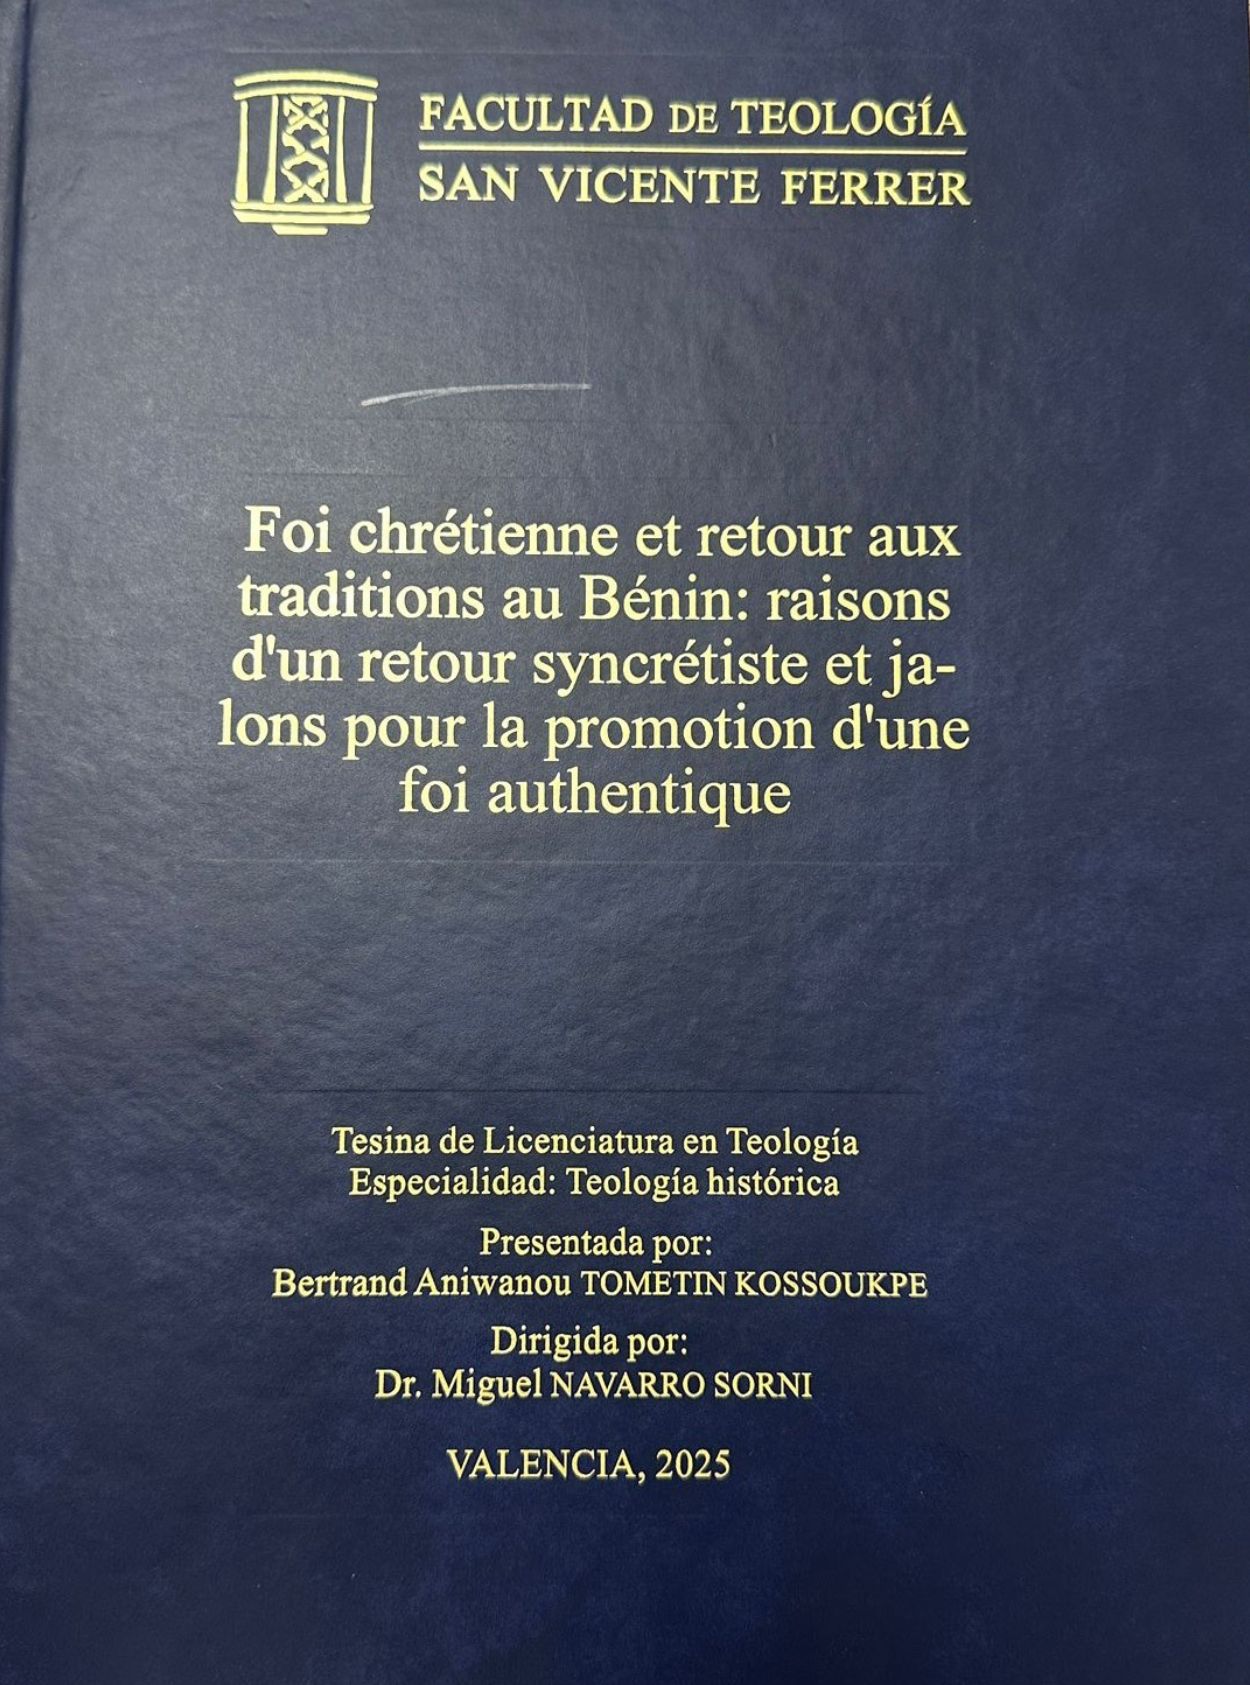 FACULTAD DE TEOLOGÍA
SAN VICENTE FERRER
Foi chrétienne et retour aux
traditions au Bénin: raisons
d'un retour syncrétiste et ja-
lons pour la promotion d'une
foi authentique
Tesina de Licenciatura en Teología
Especialidad: Teología histórica
Presentada por:
Bertrand Aniwanou TOMETIN KOSSOUKPE
Dirigida por:
Dr. Miguel NAVARRO SORNI
VALENCIA, 2025